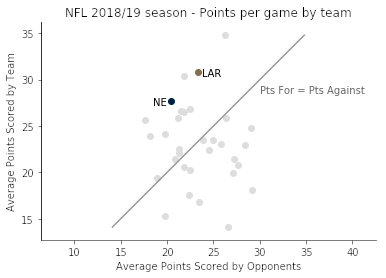 NFL 2018/19 season - Points per game by team
35
30
25
20
15
Average Points Scored by Team
LAR
NE
Pts For = Pts Against
10 15 20 25 30 35 40
Average Points Scored by Opponents